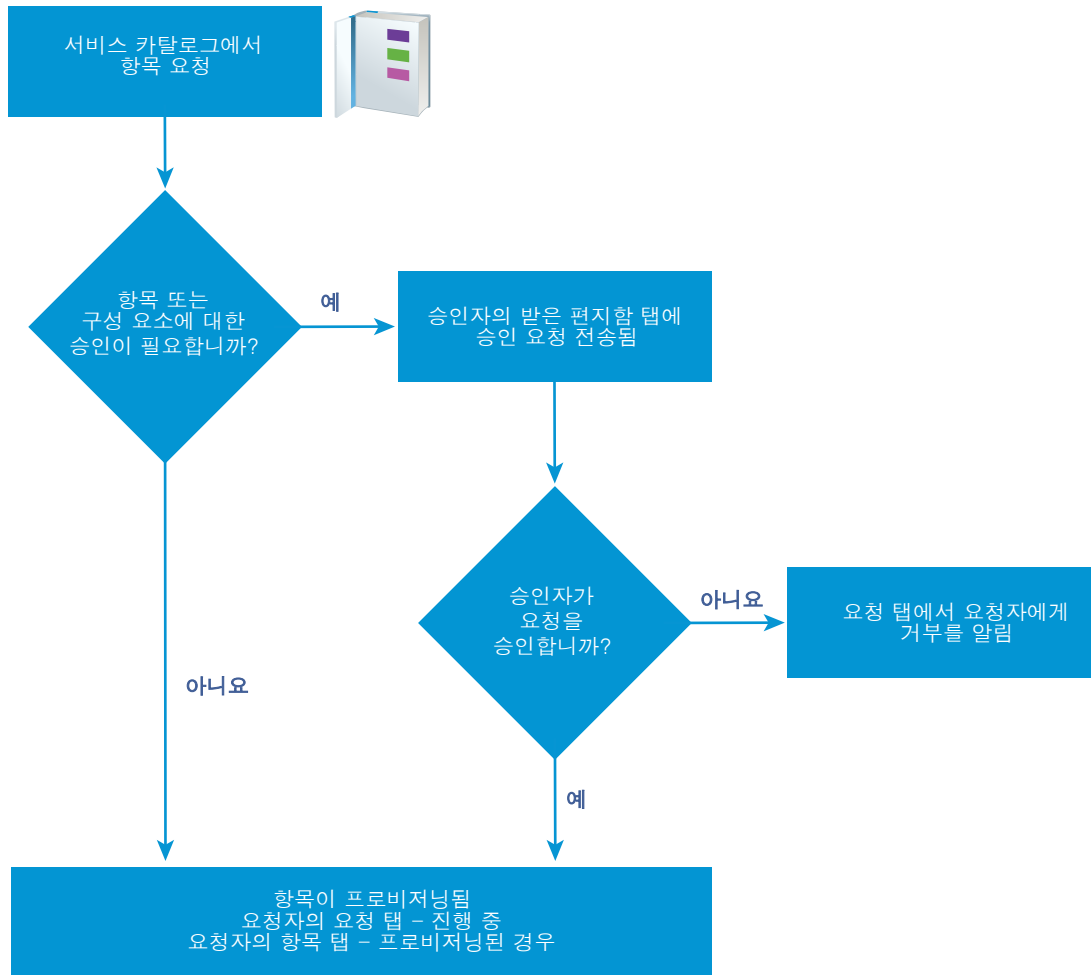 서비스 카탈로그에서
항목 요청
항목 또는
구성 요소에 대한
승인이 필요합니까?
예
승인자의 받은 편지함 탭에
승인 요청 전송됨
승인자가
요청을
승인합니까?
아니요
요청 탭에서 요청자에게
거부를 알림
아니요
예
항목이 프로비저닝됨
요청자의 요청 탭 – 진행 중
요청자의 항목 탭 – 프로비저닝된 경우